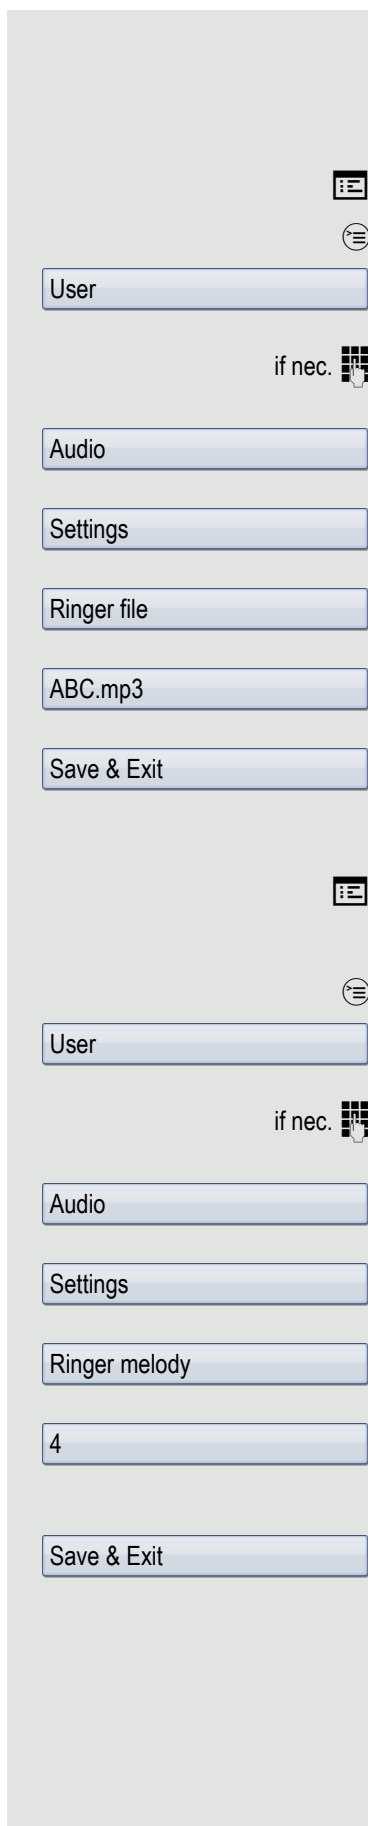 User
if nec.
Audio
Settings
Ringer file
ABC.mp3
Save & Exit
User
if nec.
Audio
Settings
Ringer melody
4
Save & Exit